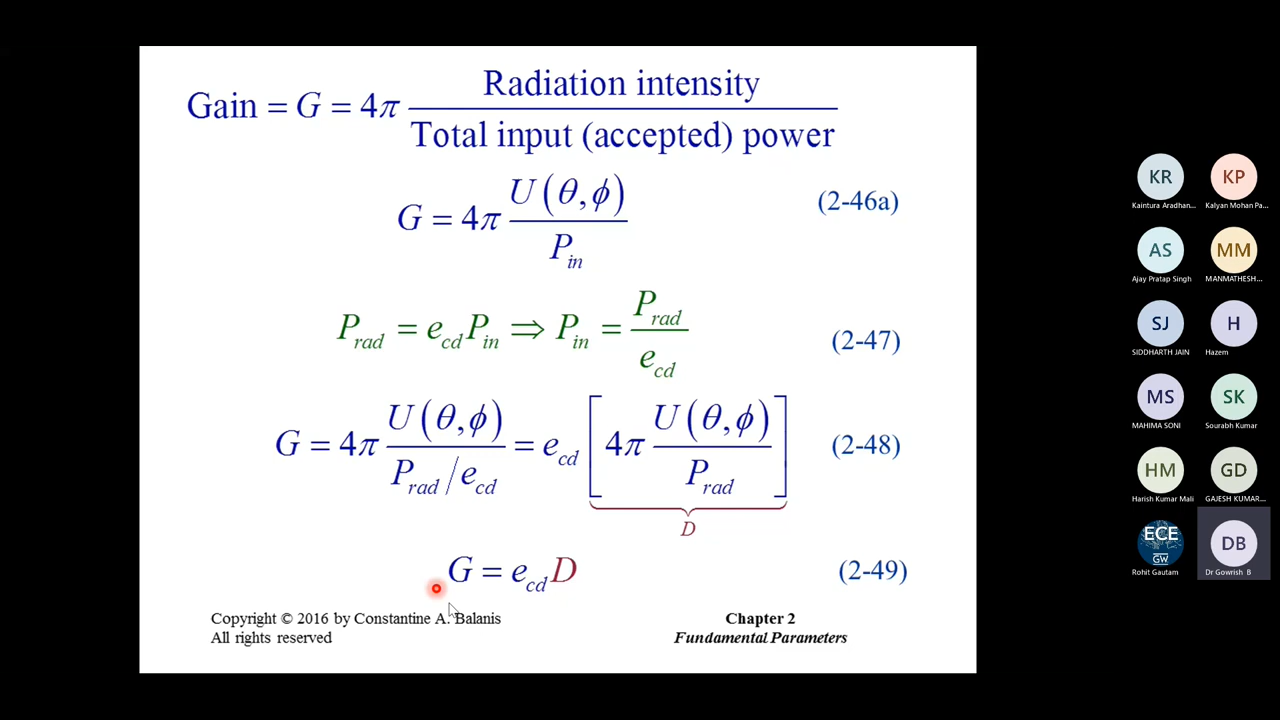 Gain = G = 4π Radiation intensity / Total input (accepted) power
G = 4π U(θ,ϕ) / P_in (2-46a)
P_rad = e_cd P_in ⇒ P_in = P_rad / e_cd (2-47)
G = 4π U(θ,ϕ) / (P_rad/e_cd) = e_cd [4π U(θ,ϕ) / P_rad] (2-48)
D
G = e_cd D (2-49)
Copyright © 2016 by Constantine A. Balanis
All rights reserved
Chapter 2
Fundamental Parameters
KR
KP
Kaintura Aradhan...
Kalyan Mohan Pa...
AS
MM
Ajay Pratap Singh
MANMATHESH...
SJ
H
SIDDHARTH JAIN
Hazem
MS
SK
MAHIMA SONI
Sourabh Kumar
HM
GD
Harish Kumar Mali
GAJESH KUMAR...
ECE
GW
DB
Rohit Gautam
Dr Gowrish B